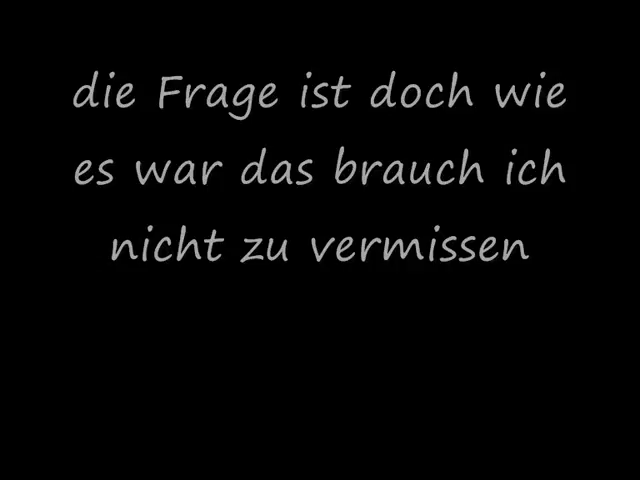 die Frage ist doch wie
es war das brauch ich
nicht zu vermissen